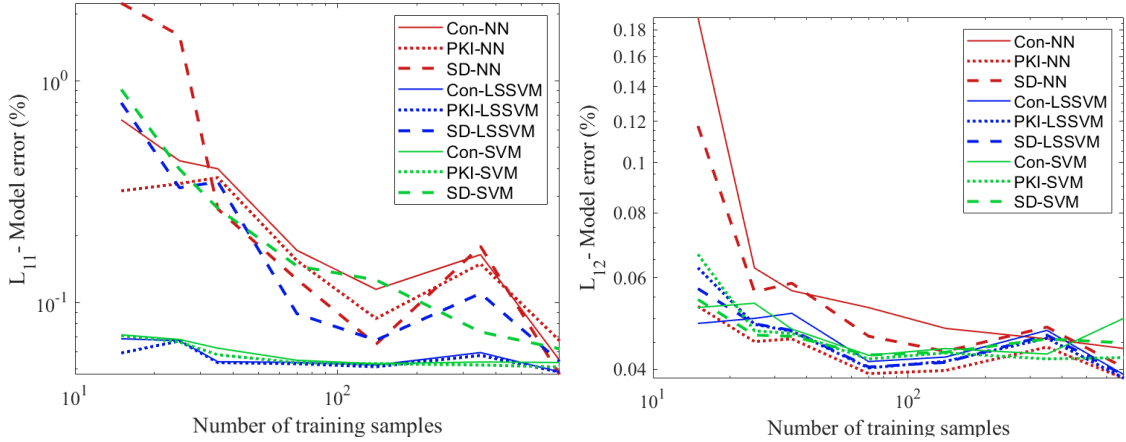 L₁₁- Model error (%)
10⁰
10⁻¹
10¹
10²
Number of training samples
Con-NN
PKI-NN
SD-NN
Con-LSSVM
PKI-LSSVM
SD-LSSVM
Con-SVM
PKI-SVM
SD-SVM
L₁₂- Model error (%)
0.18
0.16
0.14
0.12
0.1
0.08
0.06
0.04
10¹
10²
Number of training samples
Con-NN
PKI-NN
SD-NN
Con-LSSVM
PKI-LSSVM
SD-LSSVM
Con-SVM
PKI-SVM
SD-SVM